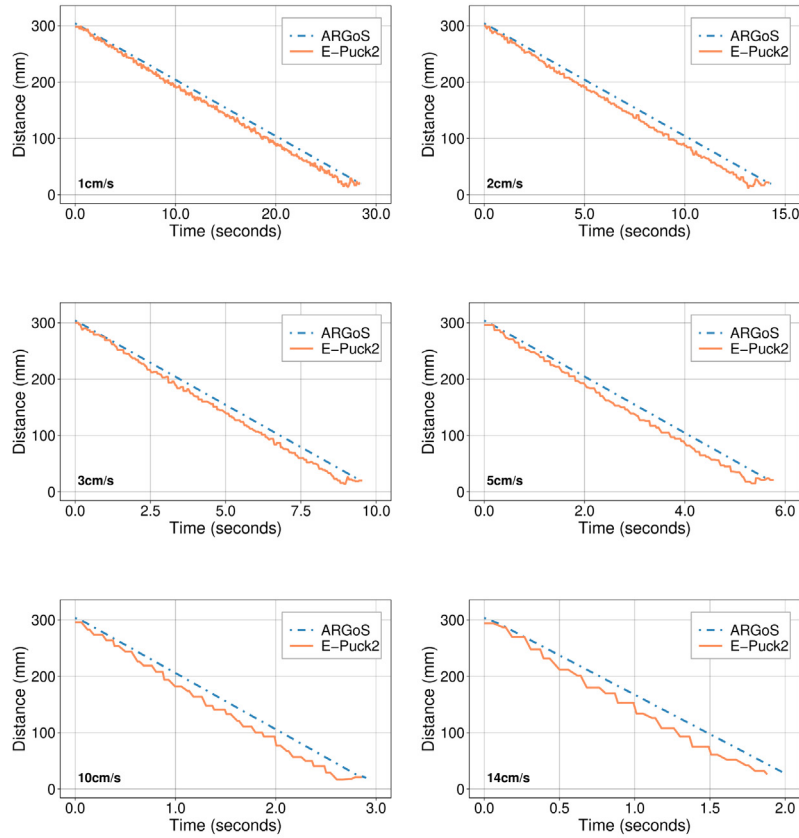 300
200
100
0
Distance (mm)
ARGoS
E-Puck2
1cm/s
0.0 10.0 20.0 30.0
Time (seconds)
300
200
100
0
Distance (mm)
ARGoS
E-Puck2
2cm/s
0.0 5.0 10.0 15.0
Time (seconds)
300
200
100
0
Distance (mm)
ARGoS
E-Puck2
3cm/s
0.0 2.5 5.0 7.5 10.0
Time (seconds)
300
200
100
0
Distance (mm)
ARGoS
E-Puck2
5cm/s
0.0 2.0 4.0 6.0
Time (seconds)
300
200
100
0
Distance (mm)
ARGoS
E-Puck2
10cm/s
0.0 1.0 2.0 3.0
Time (seconds)
300
200
100
0
Distance (mm)
ARGoS
E-Puck2
14cm/s
0.0 0.5 1.0 1.5 2.0
Time (seconds)